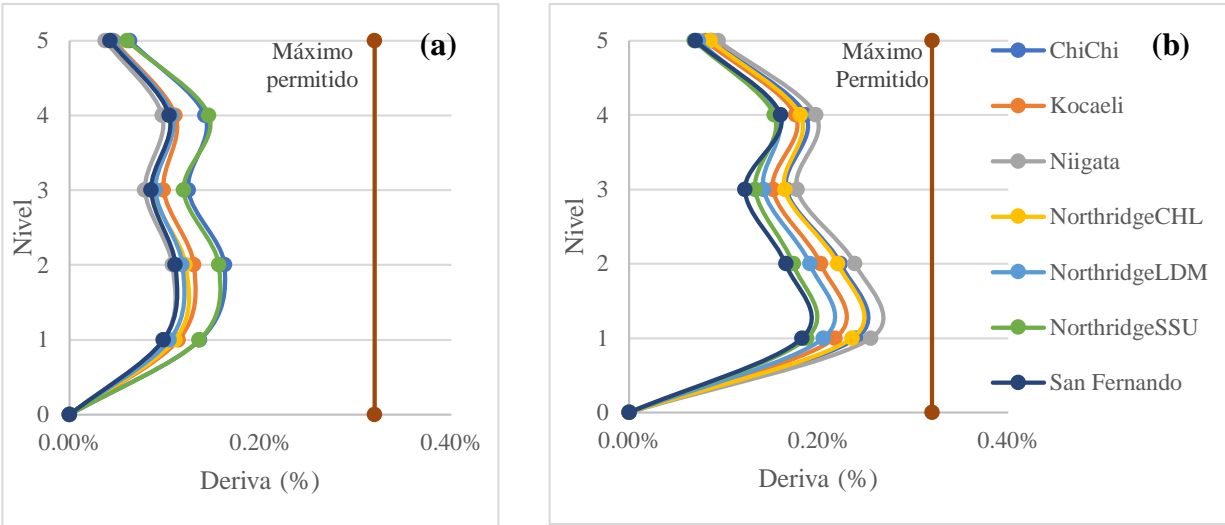 (a)
Máximo
permitido
5
4
3
2
1
0
Nivel
0.00%
0.20%
0.40%
Deriva (%)
(b)
Máximo
Permitido
5
4
3
2
1
0
Nivel
0.00%
0.20%
0.40%
Deriva (%)
ChiChi
Kocaeli
Niigata
NorthridgeCHL
NorthridgeLDM
NorthridgeSSU
San Fernando